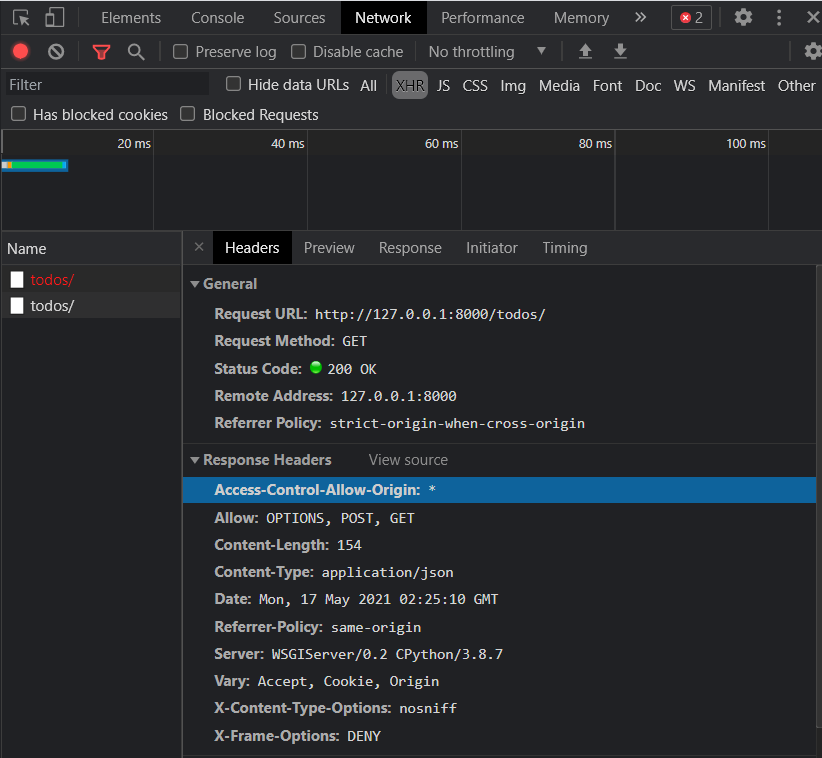 Elements Console Sources Network Performance Memory » 2
Preserve log Disable cache No throttling
Filter Hide data URLs All XHR JS CSS Img Media Font Doc WS Manifest Other
Has blocked cookies Blocked Requests
20 ms 40 ms 60 ms 80 ms 100 ms
Name
todos/
todos/
× Headers Preview Response Initiator Timing
General
Request URL: http://127.0.0.1:8000/todos/
Request Method: GET
Status Code: 200 OK
Remote Address: 127.0.0.1:8000
Referrer Policy: strict-origin-when-cross-origin
Response Headers View source
Access-Control-Allow-Origin: *
Allow: OPTIONS, POST, GET
Content-Length: 154
Content-Type: application/json
Date: Mon, 17 May 2021 02:25:10 GMT
Referrer-Policy: same-origin
Server: WSGIServer/0.2 CPython/3.8.7
Vary: Accept, Cookie, Origin
X-Content-Type-Options: nosniff
X-Frame-Options: DENY